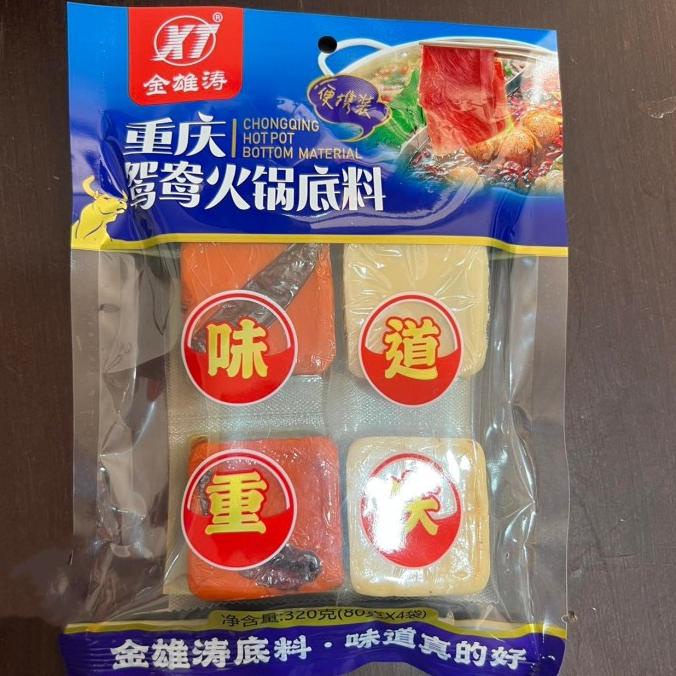 XT®
金雄涛
便携装
重庆
CHONGQING
HOT POT
BOTTOM MATERIAL
鸳鸯火锅底料
味 道
重 庆
净含量:320克(80克X4袋)
金雄涛底料·味道真的好